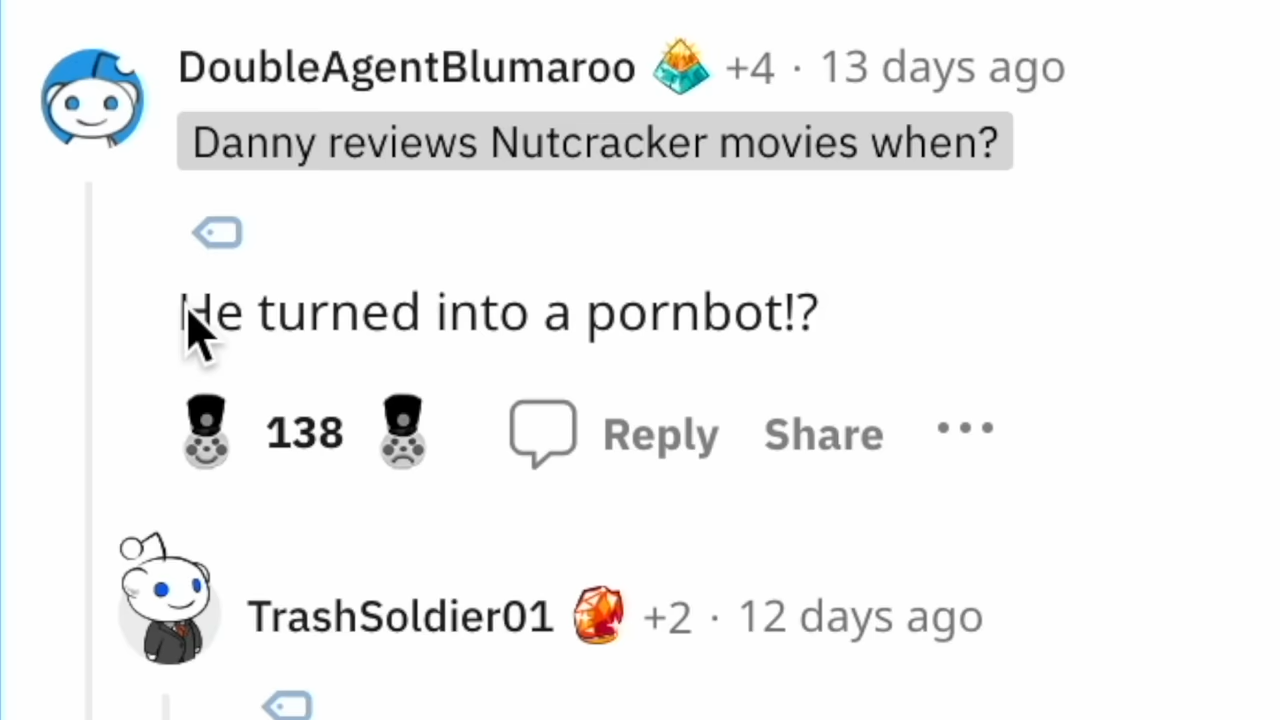 DoubleAgentBlumaroo +4 · 13 days ago
Danny reviews Nutcracker movies when?
He turned into a pornbot!?
138 Reply Share ...
TrashSoldier01 +2 · 12 days ago